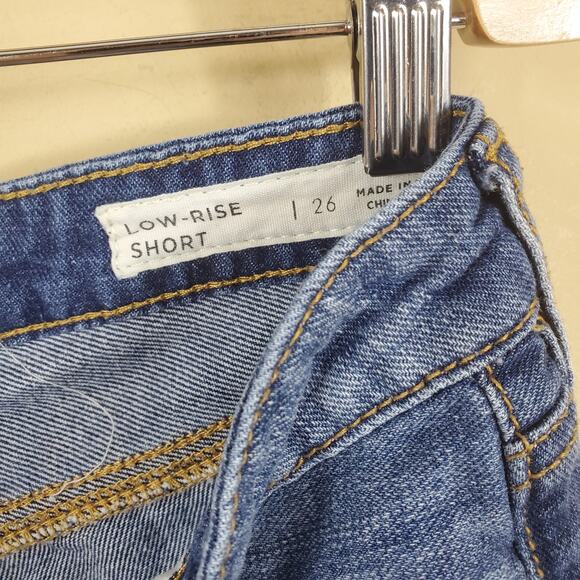 LOW-RISE
SHORT
| 26
MADE IN